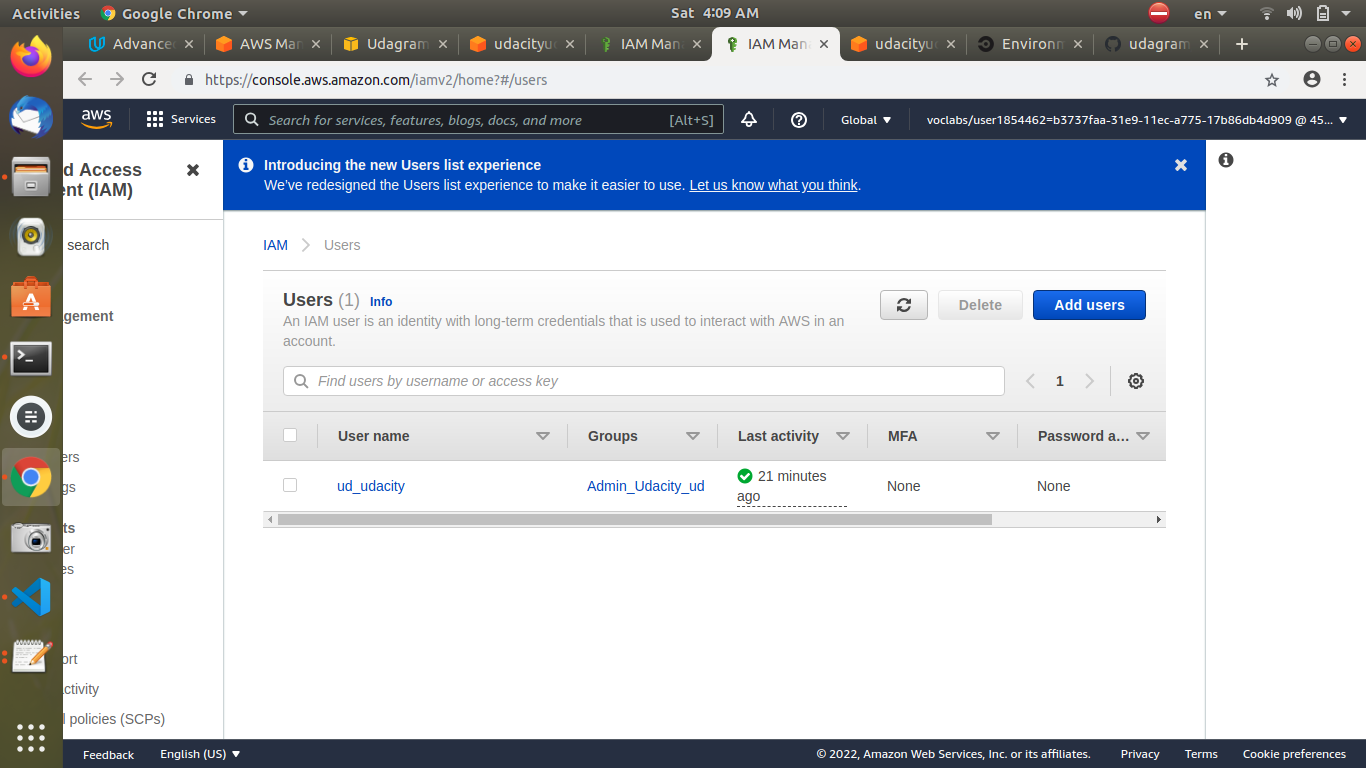 Activities Google Chrome Sat 4:09 AM en
Advanced AWS Man Udagram udacityu IAM Man IAM Man udacityu Environm udagram
https://console.aws.amazon.com/iamv2/home?#/users
aws Services Search for services, features, blogs, docs, and more [Alt+S] Global voclabs/user1854462=b3737faa-31e9-11ec-a775-17b86db4d909 @ 45...
d Access
ent (IAM)
search
gement
ers
gs
ts
er
es
ort
activity
l policies (SCPs)
Introducing the new Users list experience
We've redesigned the Users list experience to make it easier to use. Let us know what you think.
IAM Users
Users (1) Info
An IAM user is an identity with long-term credentials that is used to interact with AWS in an
account.
Delete Add users
Find users by username or access key
1
User name Groups Last activity MFA Password a...
ud_udacity Admin_Udacity_ud 21 minutes
ago None None
Feedback English (US) © 2022, Amazon Web Services, Inc. or its affiliates. Privacy Terms Cookie preferences